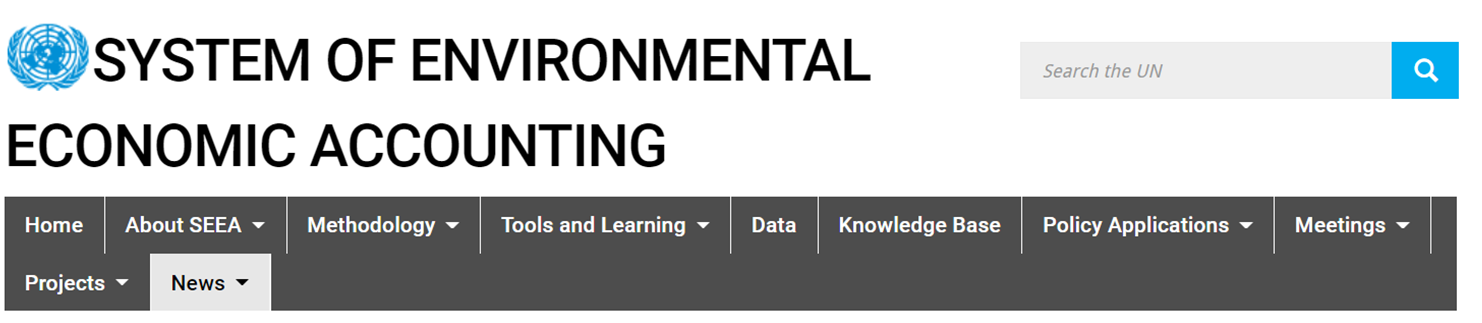 SYSTEM OF ENVIRONMENTAL
ECONOMIC ACCOUNTING
Search the UN
Home About SEEA Methodology Tools and Learning Data Knowledge Base Policy Applications Meetings
Projects News